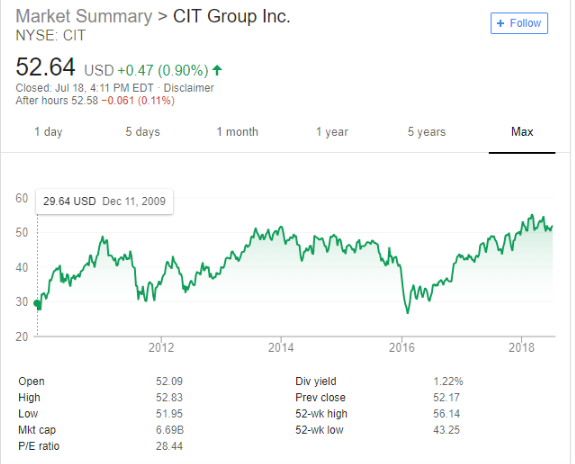 Market Summary > CIT Group Inc.
NYSE: CIT
+ Follow
52.64 USD +0.47 (0.90%) ↑
Closed: Jul 18, 4:11 PM EDT · Disclaimer
After hours 52.58 −0.061 (0.11%)
1 day 5 days 1 month 1 year 5 years Max
60
29.64 USD Dec 11, 2009
50
40
30
20
2012 2014 2016 2018
Open 52.09 Div yield 1.22%
High 52.83 Prev close 52.17
Low 51.95 52-wk high 56.14
Mkt cap 6.69B 52-wk low 43.25
P/E ratio 28.44